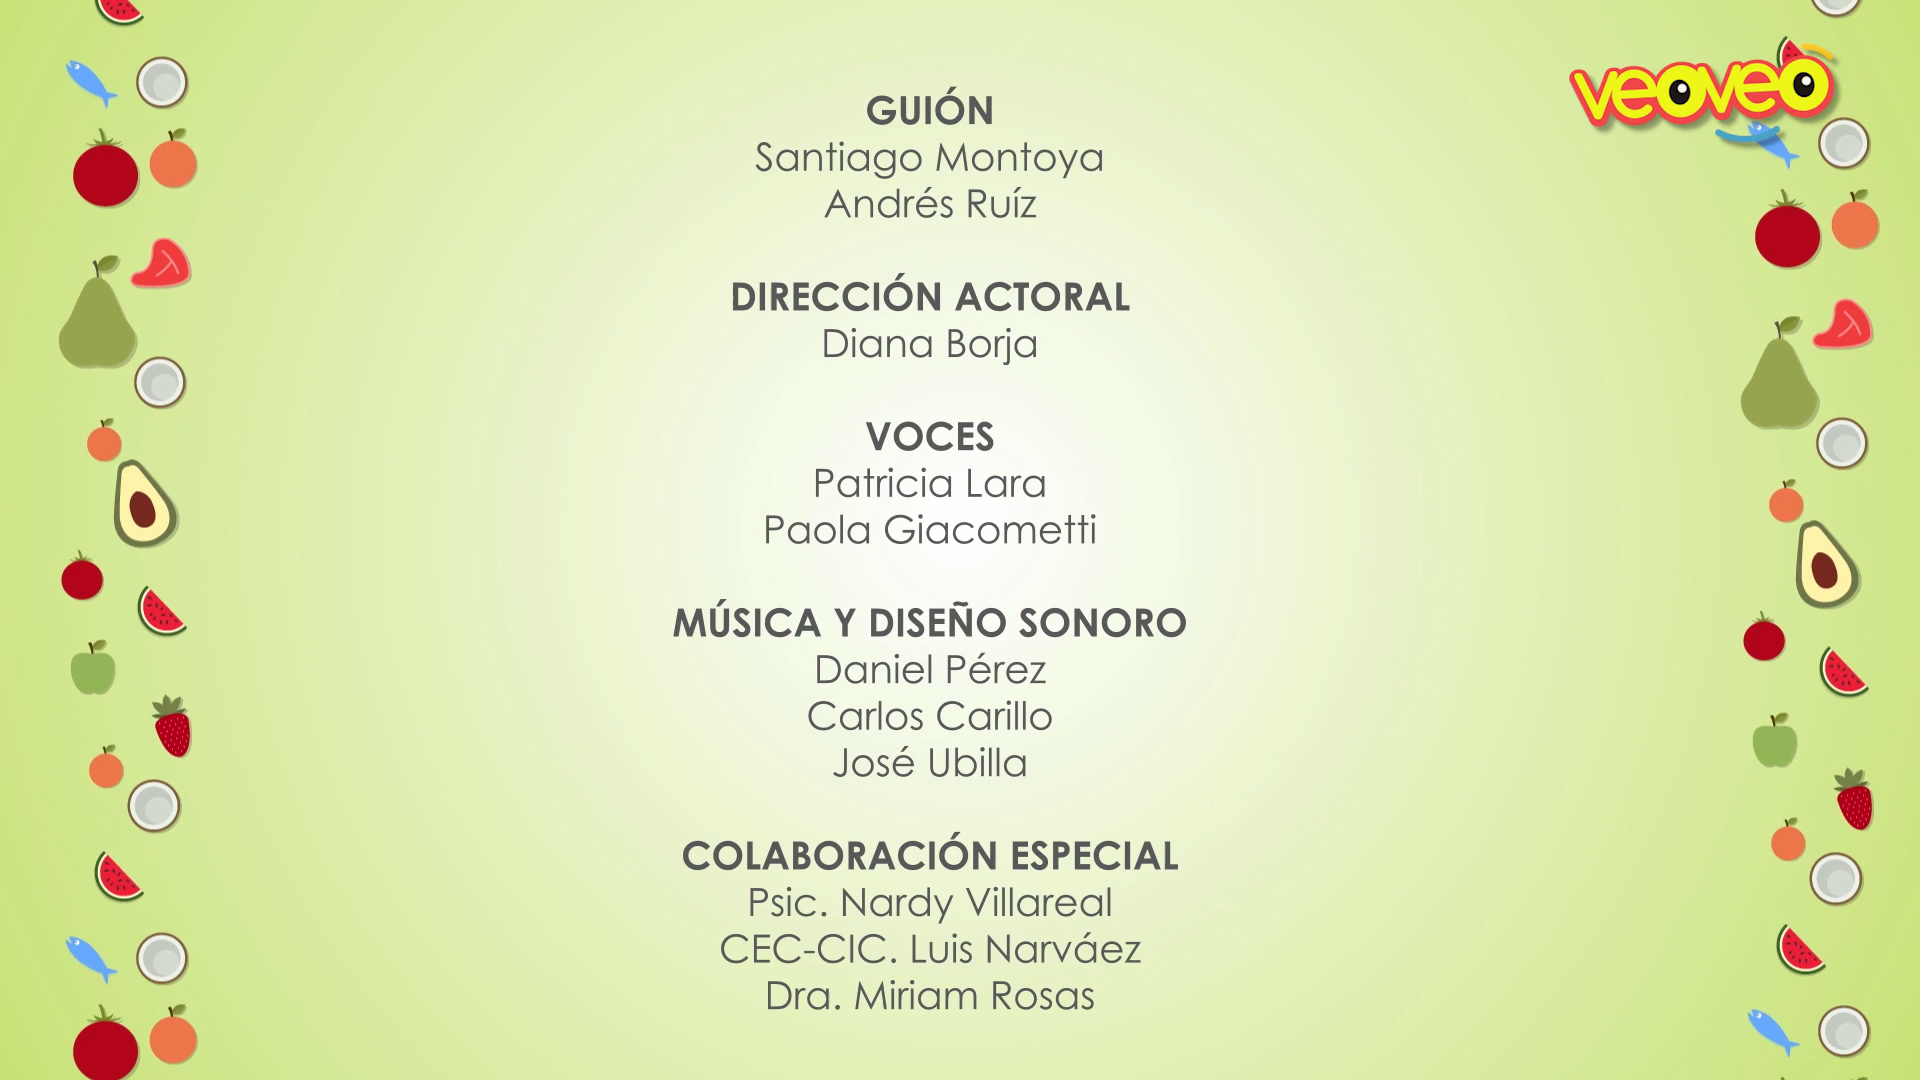 veoveo
GUIÓN
Santiago Montoya
Andrés Ruíz
DIRECCIÓN ACTORAL
Diana Borja
VOCES
Patricia Lara
Paola Giacometti
MÚSICA Y DISEÑO SONORO
Daniel Pérez
Carlos Carillo
José Ubilla
COLABORACIÓN ESPECIAL
Psic. Nardy Villareal
CEC-CIC. Luis Narváez
Dra. Miriam Rosas